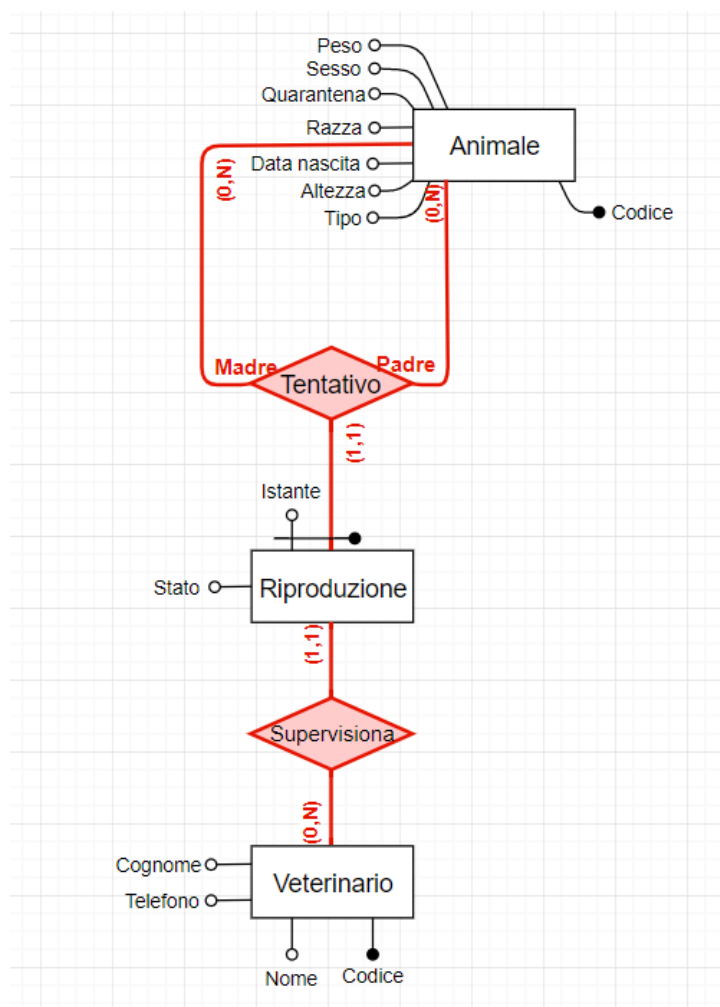 Peso
Sesso
Quarantena
Razza
Animale
Data nascita
(0,N)
Altezza
(0,N)
Tipo
Codice
Madre
Padre
Tentativo
(1,1)
Istante
Stato
Riproduzione
(1,1)
Supervisiona
(0,N)
Cognome
Veterinario
Telefono
Nome
Codice